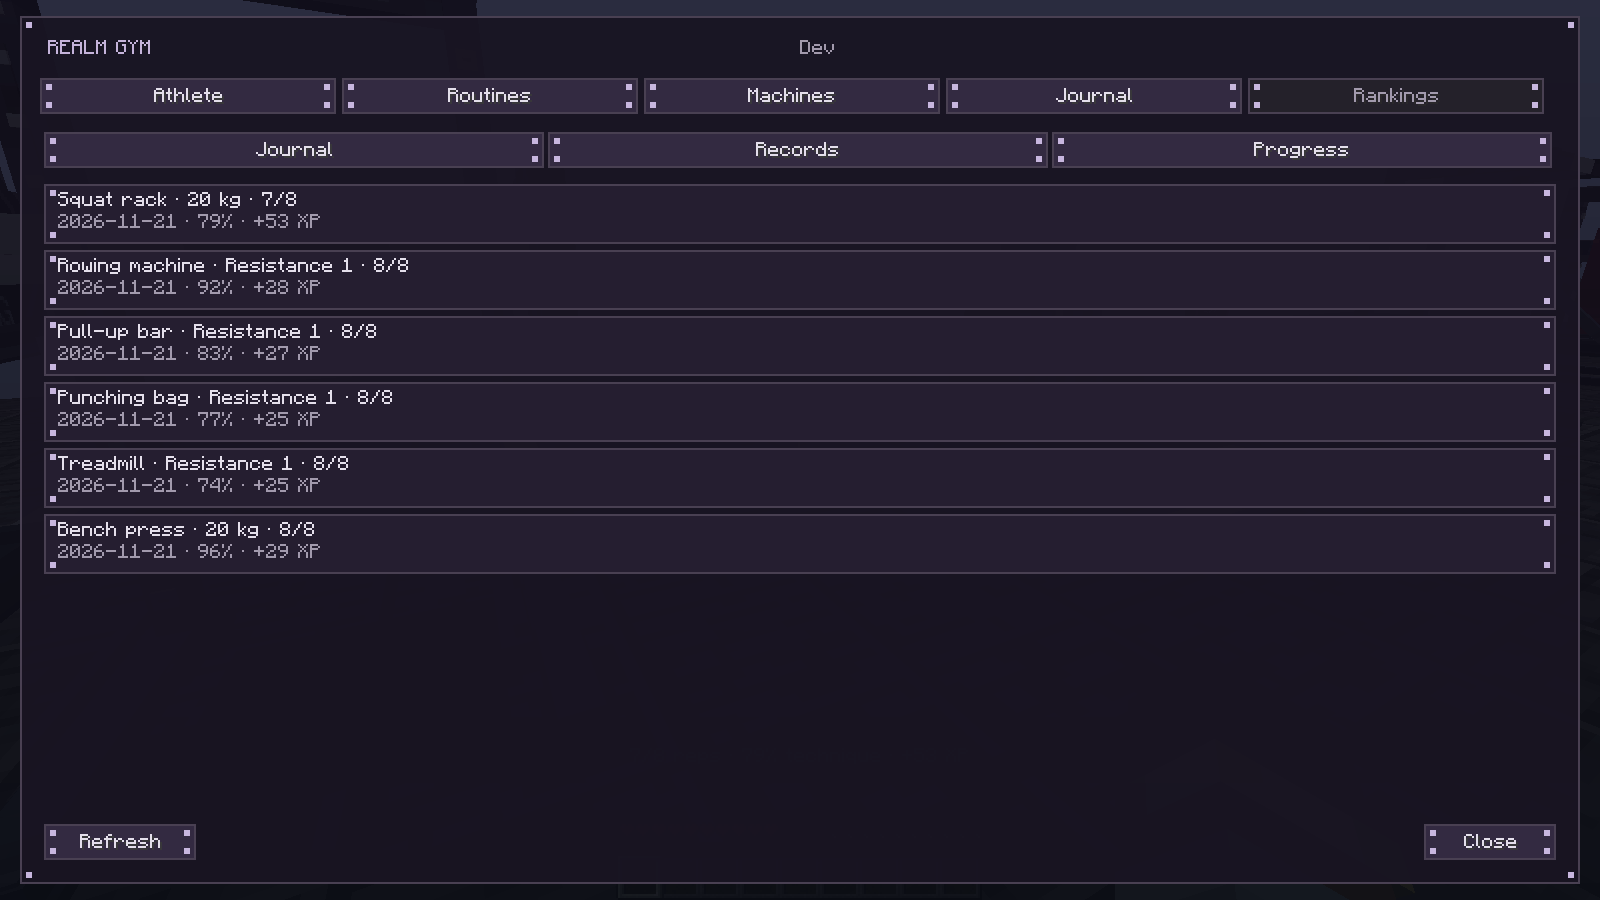 REALM GYM
Dev
Athlete
Routines
Machines
Journal
Rankings
Journal
Records
Progress
Squat rack · 20 kg · 7/8
2026-11-21 · 79% · +53 XP
Rowing machine · Resistance 1 · 8/8
2026-11-21 · 92% · +28 XP
Pull-up bar · Resistance 1 · 8/8
2026-11-21 · 83% · +27 XP
Punching bag · Resistance 1 · 8/8
2026-11-21 · 77% · +25 XP
Treadmill · Resistance 1 · 8/8
2026-11-21 · 74% · +25 XP
Bench press · 20 kg · 8/8
2026-11-21 · 96% · +29 XP
Refresh
Close